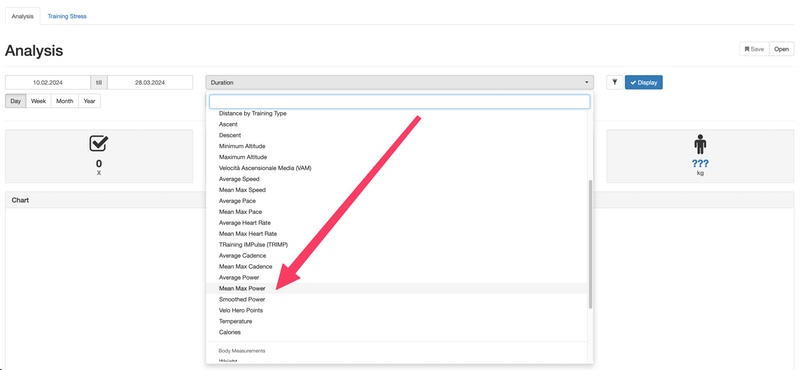 Analysis
Training Stress
Analysis
Save
Open
10.02.2024
till
28.03.2024
Duration
Display
Day
Week
Month
Year
Distance by Training Type
Ascent
Descent
Minimum Altitude
Maximum Altitude
Velocità Ascensionale Media (VAM)
Average Speed
Mean Max Speed
Average Pace
Mean Max Pace
Average Heart Rate
Mean Max Heart Rate
TRaining IMPulse (TRIMP)
Average Cadence
Mean Max Cadence
Average Power
Mean Max Power
Smoothed Power
Velo Hero Points
Temperature
Calories
Body Measurements
Weight
0
X
???
kg
Chart